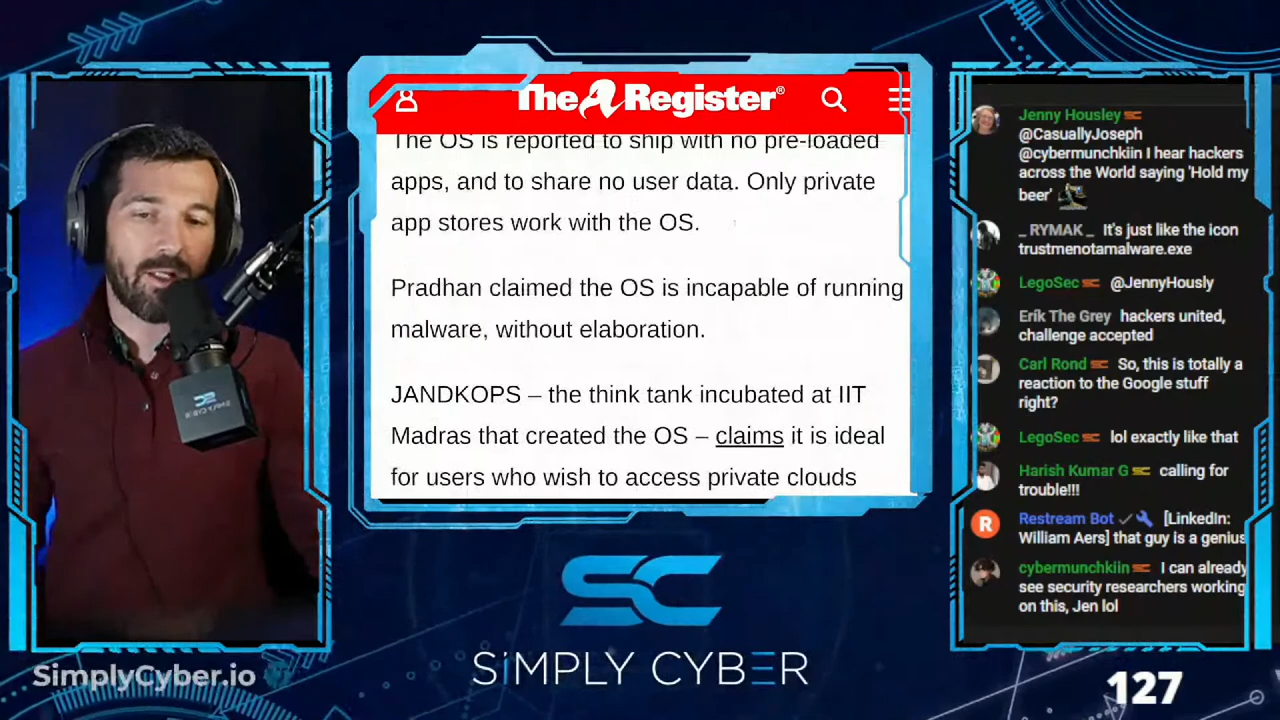 The Register®
The OS is reported to ship with no pre-loaded
apps, and to share no user data. Only private
app stores work with the OS.
Pradhan claimed the OS is incapable of running
malware, without elaboration.
JANDKOPS – the think tank incubated at IIT
Madras that created the OS – claims it is ideal
for users who wish to access private clouds
Jenny Housley
@CasuallyJoseph
@cybermunchkiin I hear hackers
across the World saying 'Hold my
beer'
_ RYMAK _ It's just like the icon
trustmenotamalware.exe
LegoSec @JennyHously
Erík The Grey hackers united,
challenge accepted
Carl Rond So, this is totally a
reaction to the Google stuff
right?
LegoSec lol exactly like that
Harish Kumar G calling for
trouble!!!
R
Restream Bot [LinkedIn:
William Aers] that guy is a genius
cybermunchkiin I can already
see security researchers working
on this, Jen lol
SC
SiMPLY CYBER
SimplyCyber.io
127